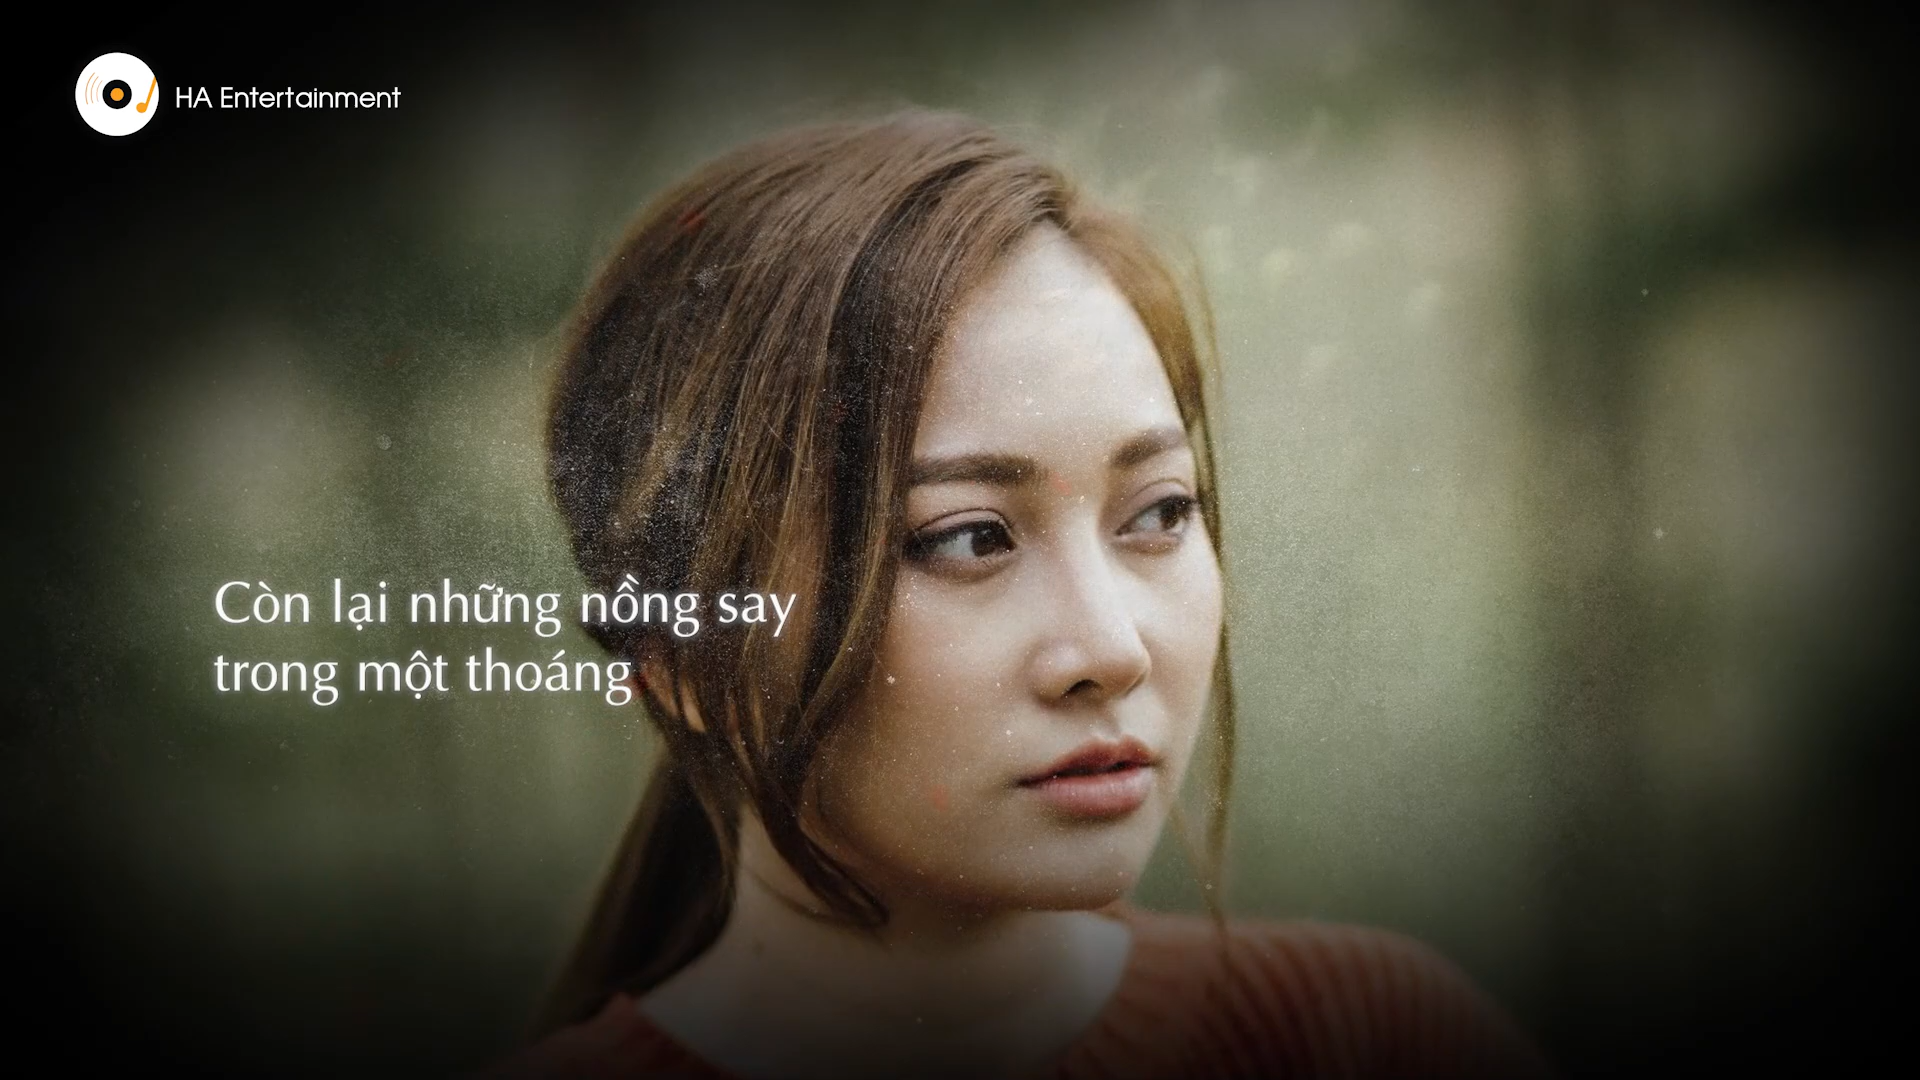 HA Entertainment
Còn lại những nồng say
trong một thoáng